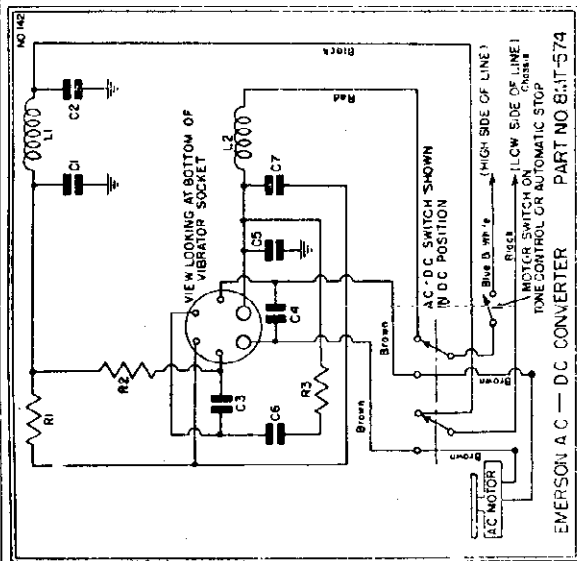 NO 142
L1
C2
C1
Black
R1
R2
VIEW LOOKING AT BOTTOM OF
VIBRATOR SOCKET
L2
Red
C7
C5
C4
C3
C6
R3
Brown
Brown
AC-DC SWITCH SHOWN
IN DC POSITION
Blue & White
(HIGH SIDE OF LINE)
Black
(LOW SIDE OF LINE)
Chassis
MOTOR SWITCH ON
TONE CONTROL OR AUTOMATIC STOP
Brown
Brown
AC MOTOR
EMERSON AC — DC CONVERTER PART NO